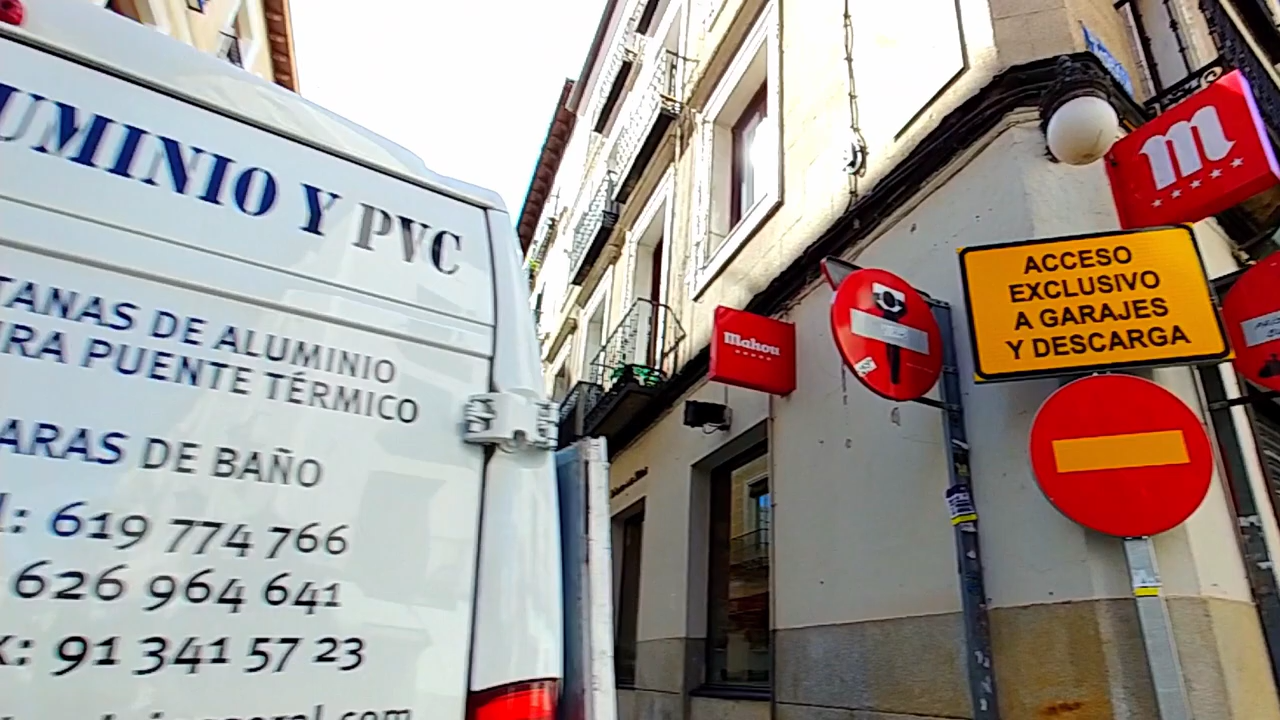 UMINIO Y PVC
TANAS DE ALUMINIO
URA PUENTE TÉRMICO
ARAS DE BAÑO
l: 619 774 766
626 964 641
x: 91 341 57 23
Mahou
m
ACCESO
EXCLUSIVO
A GARAJES
Y DESCARGA